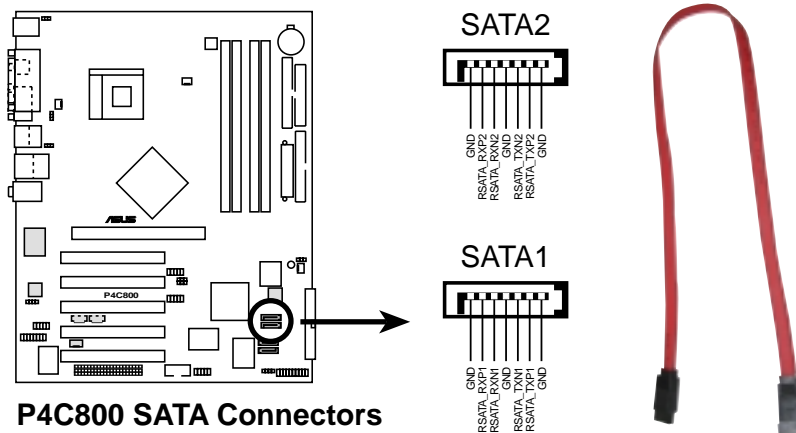 SATA2
GND
RSATA_RXP2
RSATA_RXN2
GND
RSATA_TXN2
RSATA_TXP2
GND
/ISUS
P4C800
SATA1
GND
RSATA_RXP1
RSATA_RXN1
GND
RSATA_TXN1
RSATA_TXP1
GND
P4C800 SATA Connectors